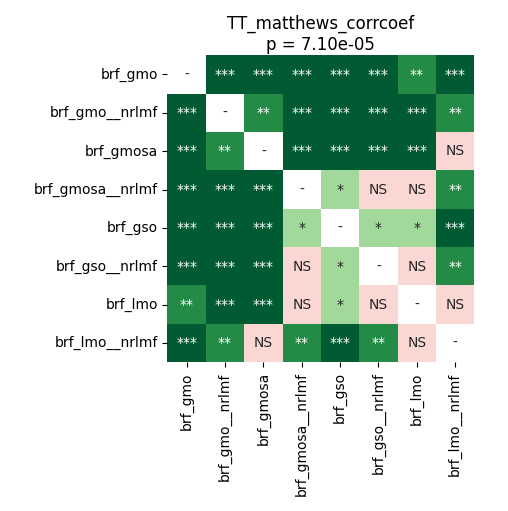 TT_matthews_corrcoef
p = 7.10e-05
brf_gmo - *** *** *** *** *** ** ***
brf_gmo__nrlmf *** - ** *** *** *** *** **
brf_gmosa *** ** - *** *** *** *** NS
brf_gmosa__nrlmf *** *** *** - * NS NS **
brf_gso *** *** *** * - * * ***
brf_gso__nrlmf *** *** *** NS * - NS **
brf_lmo ** *** *** NS * NS - NS
brf_lmo__nrlmf *** ** NS ** *** ** NS -
brf_gmo
brf_gmo__nrlmf
brf_gmosa
brf_gmosa__nrlmf
brf_gso
brf_gso__nrlmf
brf_lmo
brf_lmo__nrlmf